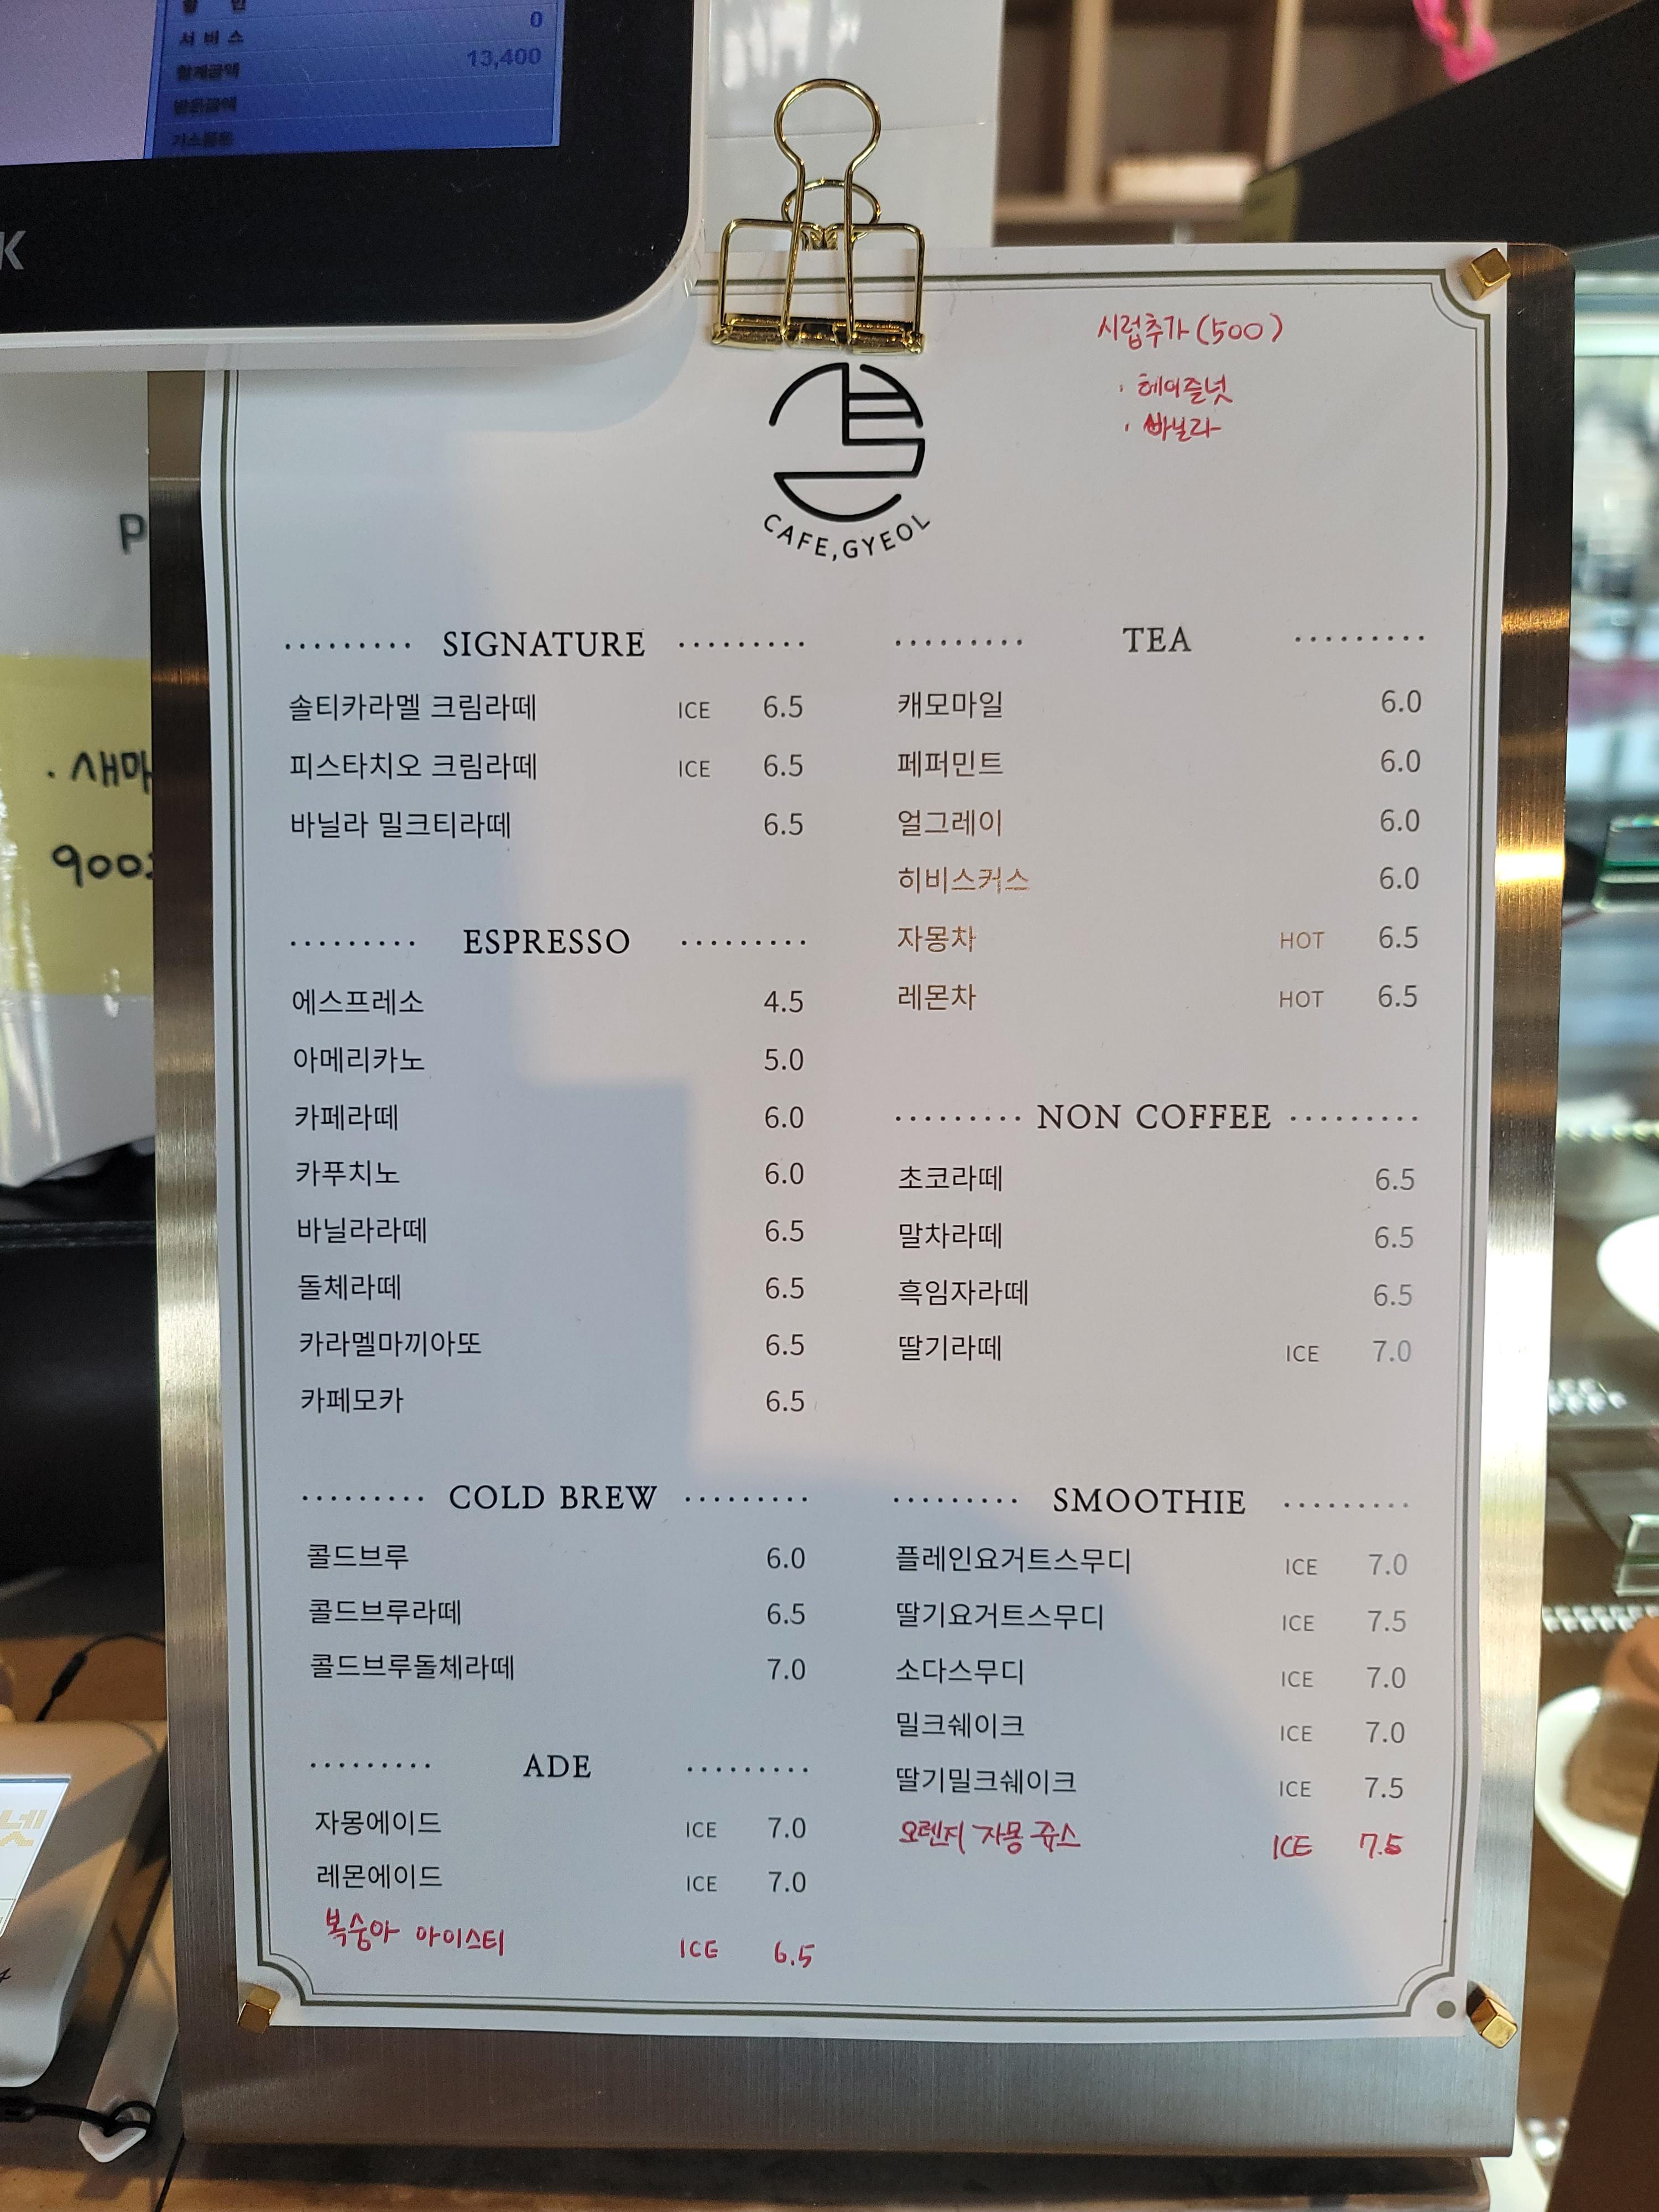 서 비 스 0
합계금액 13,400
받은금액
K
시럽추가(500)
· 헤이즐넛
· 바닐라
CAFE,GYEOL
SIGNATURE
솔티카라멜 크림라떼 ICE 6.5
피스타치오 크림라떼 ICE 6.5
바닐라 밀크티라떼 6.5
ESPRESSO
에스프레소 4.5
아메리카노 5.0
카페라떼 6.0
카푸치노 6.0
바닐라라떼 6.5
돌체라떼 6.5
카라멜마끼아또 6.5
카페모카 6.5
COLD BREW
콜드브루 6.0
콜드브루라떼 6.5
콜드브루돌체라떼 7.0
ADE
자몽에이드 ICE 7.0
레몬에이드 ICE 7.0
복숭아 아이스티 ICE 6.5
TEA
캐모마일 6.0
페퍼민트 6.0
얼그레이 6.0
히비스커스 6.0
자몽차 HOT 6.5
레몬차 HOT 6.5
NON COFFEE
초코라떼 6.5
말차라떼 6.5
흑임자라떼 6.5
딸기라떼 ICE 7.0
SMOOTHIE
플레인요거트스무디 ICE 7.0
딸기요거트스무디 ICE 7.5
소다스무디 ICE 7.0
밀크쉐이크 ICE 7.0
딸기밀크쉐이크 ICE 7.5
오렌지 자몽 쥬스 ICE 7.5
P
· 새마
900
넷